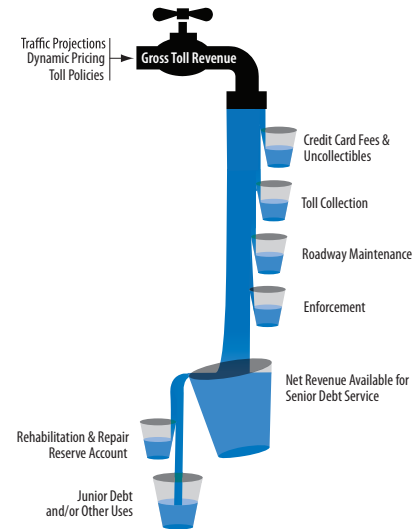 Traffic Projections
Dynamic Pricing
Toll Policies
Gross Toll Revenue
Credit Card Fees &
Uncollectibles
Toll Collection
Roadway Maintenance
Enforcement
Net Revenue Available for
Senior Debt Service
Rehabilitation & Repair
Reserve Account
Junior Debt
and/or Other Uses